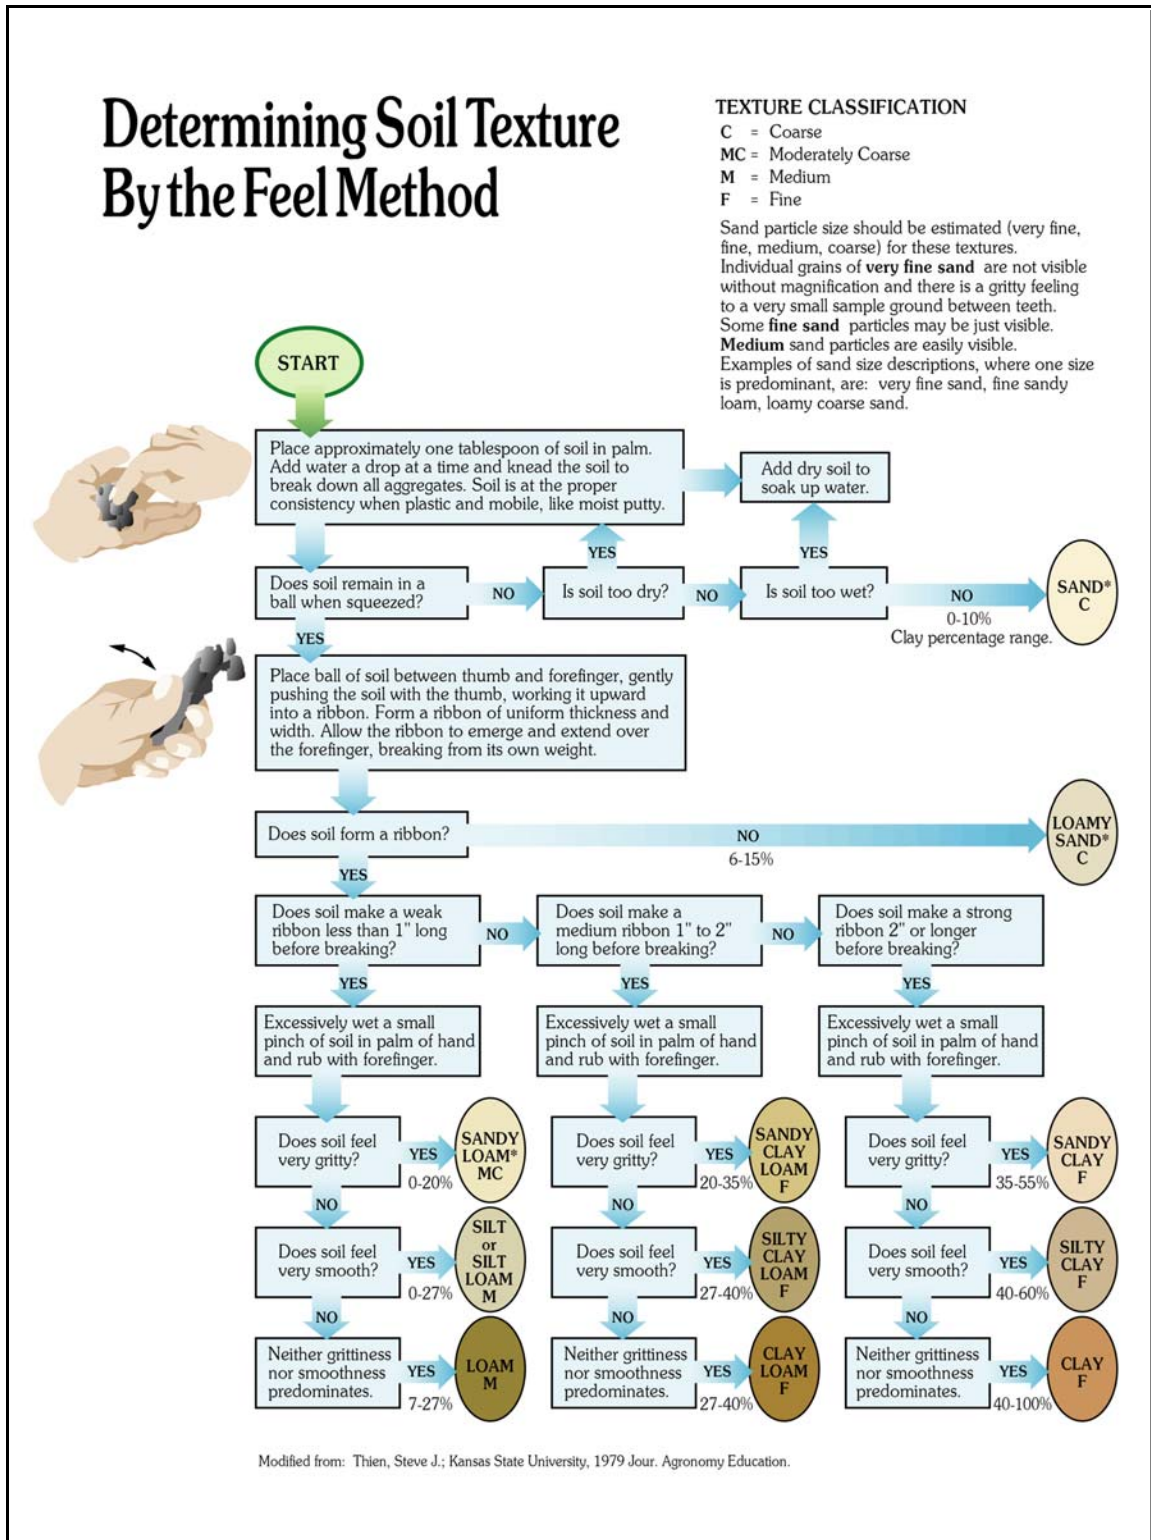 Determining Soil Texture
By the Feel Method
TEXTURE CLASSIFICATION
C = Coarse
MC = Moderately Coarse
M = Medium
F = Fine
Sand particle size should be estimated (very fine,
fine, medium, coarse) for these textures.
Individual grains of very fine sand are not visible
without magnification and there is a gritty feeling
to a very small sample ground between teeth.
Some fine sand particles may be just visible.
Medium sand particles are easily visible.
Examples of sand size descriptions, where one size
is predominant, are: very fine sand, fine sandy
loam, loamy coarse sand.
START
Place approximately one tablespoon of soil in palm.
Add water a drop at a time and knead the soil to
break down all aggregates. Soil is at the proper
consistency when plastic and mobile, like moist putty.
Add dry soil to
soak up water.
YES
YES
Does soil remain in a
ball when squeezed?
NO
Is soil too dry?
NO
Is soil too wet?
NO
0-10%
Clay percentage range.
SAND*
C
YES
Place ball of soil between thumb and forefinger, gently
pushing the soil with the thumb, working it upward
into a ribbon. Form a ribbon of uniform thickness and
width. Allow the ribbon to emerge and extend over
the forefinger, breaking from its own weight.
Does soil form a ribbon?
NO
6-15%
LOAMY
SAND*
C
YES
Does soil make a weak
ribbon less than 1" long
before breaking?
NO
Does soil make a
medium ribbon 1" to 2"
long before breaking?
NO
Does soil make a strong
ribbon 2" or longer
before breaking?
YES
YES
YES
Excessively wet a small
pinch of soil in palm of hand
and rub with forefinger.
Excessively wet a small
pinch of soil in palm of hand
and rub with forefinger.
Excessively wet a small
pinch of soil in palm of hand
and rub with forefinger.
Does soil feel
very gritty?
YES
0-20%
SANDY
LOAM*
MC
Does soil feel
very gritty?
YES
20-35%
SANDY
CLAY
LOAM
F
Does soil feel
very gritty?
YES
35-55%
SANDY
CLAY
F
NO
NO
NO
Does soil feel
very smooth?
YES
0-27%
SILT
or
SILT
LOAM
M
Does soil feel
very smooth?
YES
27-40%
SILTY
CLAY
LOAM
F
Does soil feel
very smooth?
YES
40-60%
SILTY
CLAY
F
NO
NO
NO
Neither grittiness
nor smoothness
predominates.
YES
7-27%
LOAM
M
Neither grittiness
nor smoothness
predominates.
YES
27-40%
CLAY
LOAM
F
Neither grittiness
nor smoothness
predominates.
YES
40-100%
CLAY
F
Modified from: Thien, Steve J.; Kansas State University, 1979 Jour. Agronomy Education.